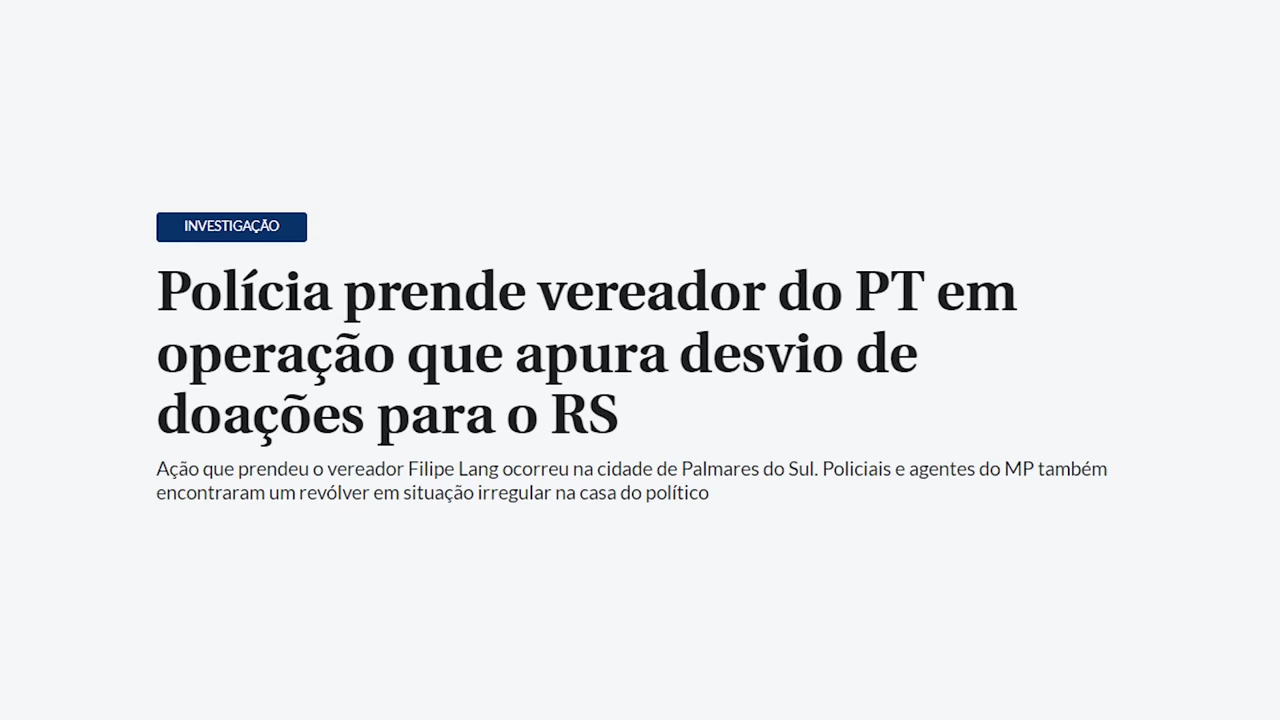 INVESTIGAÇÃO
Polícia prende vereador do PT em
operação que apura desvio de
doações para o RS
Ação que prendeu o vereador Filipe Lang ocorreu na cidade de Palmares do Sul. Policiais e agentes do MP também
encontraram um revólver em situação irregular na casa do político